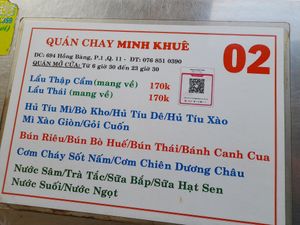 QUÁN CHAY MINH KHUÊ
ĐC: 694 Hồng Bàng, P.1 ,Q. 11 - ĐT: 076 851 0390
QUÁN MỞ CỬA: Từ 6 giờ 30 đến 23 giờ 30
02
Lẩu Thập Cẩm(mang về) 170k
Lẩu Thái(mang về) 170k
Hủ Tíu Mì/Bò Kho/Hủ Tíu Dê/Hủ Tíu Xào
Mì Xào Giòn/Gỏi Cuốn
Bún Riêu/Bún Bò Huế/Bún Thái/Bánh Canh Cua
Cơm Cháy Sốt Nấm/Cơm Chiên Dương Châu
Nước Sâm/Trà Tắc/Sữa Bắp/Sữa Hạt Sen
Nước Suối/Nước Ngọt